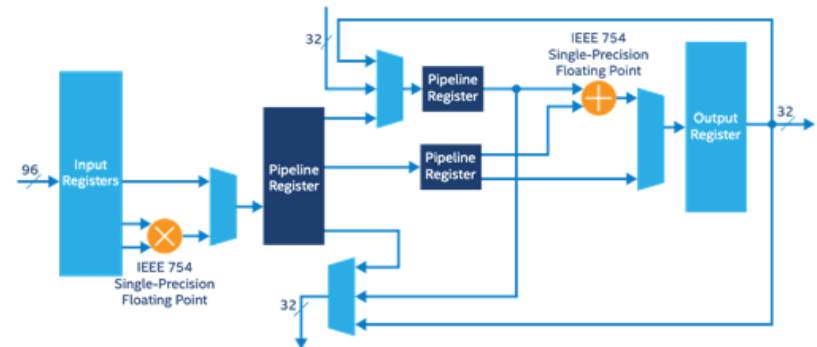 32
IEEE 754
Single-Precision
Floating Point
Pipeline
Register
Output
Register
32
96
Input
Registers
Pipeline
Register
Pipeline
Register
IEEE 754
Single-Precision
Floating Point
32